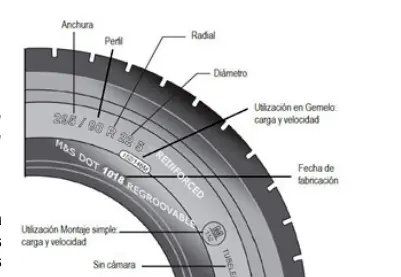 Anchura
Perfil
Radial
Diámetro
Utilización en Gemelo:
carga y velocidad
REINFORCED
M&S DOT 1018 REGROOVABLE
Fecha de
fabricación
Utilización Montaje simple:
carga y velocidad
Sin cámara